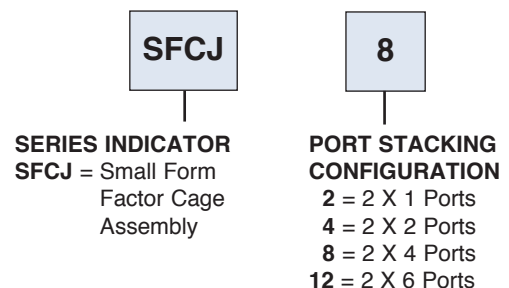 SFCJ
8
SERIES INDICATOR
SFCJ = Small Form
Factor Cage
Assembly
PORT STACKING
CONFIGURATION
2 = 2 X 1 Ports
4 = 2 X 2 Ports
8 = 2 X 4 Ports
12 = 2 X 6 Ports